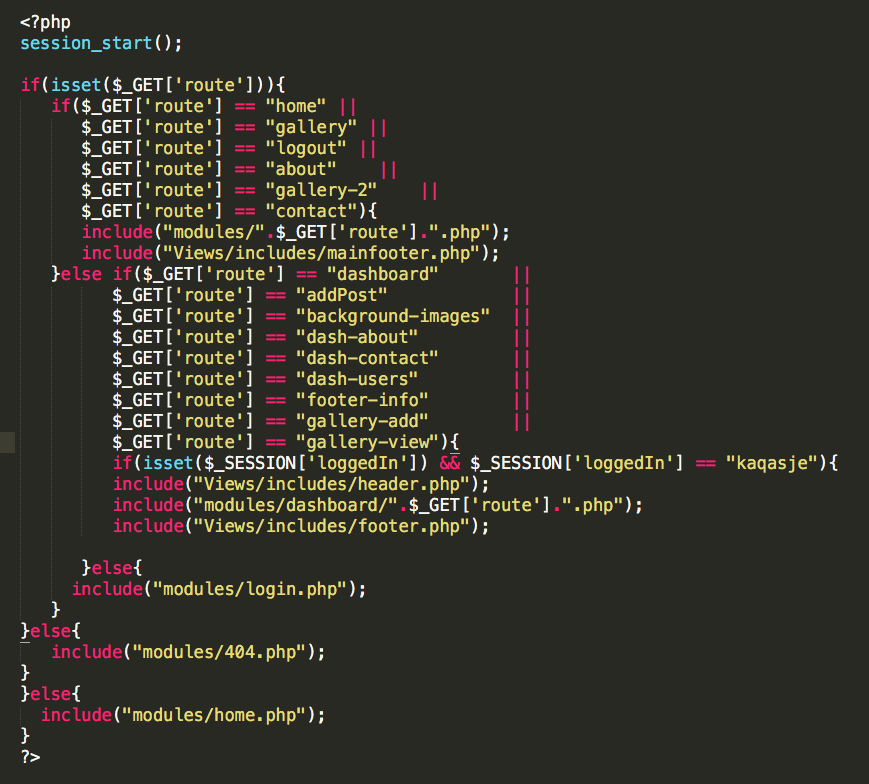 <?php
session_start();
if(isset($_GET['route'])){
if($_GET['route'] == "home" ||
$_GET['route'] == "gallery" ||
$_GET['route'] == "logout" ||
$_GET['route'] == "about" ||
$_GET['route'] == "gallery-2" ||
$_GET['route'] == "contact"){
include("modules/".$_GET['route'].".php");
include("Views/includes/mainfooter.php");
}else if($_GET['route'] == "dashboard" ||
$_GET['route'] == "addPost" ||
$_GET['route'] == "background-images" ||
$_GET['route'] == "dash-about" ||
$_GET['route'] == "dash-contact" ||
$_GET['route'] == "dash-users" ||
$_GET['route'] == "footer-info" ||
$_GET['route'] == "gallery-add" ||
$_GET['route'] == "gallery-view"){
if(isset($_SESSION['loggedIn']) && $_SESSION['loggedIn'] == "kaqasje"){
include("Views/includes/header.php");
include("modules/dashboard/".$_GET['route'].".php");
include("Views/includes/footer.php");
}else{
include("modules/login.php");
}
}else{
include("modules/404.php");
}
}else{
include("modules/home.php");
}
?>